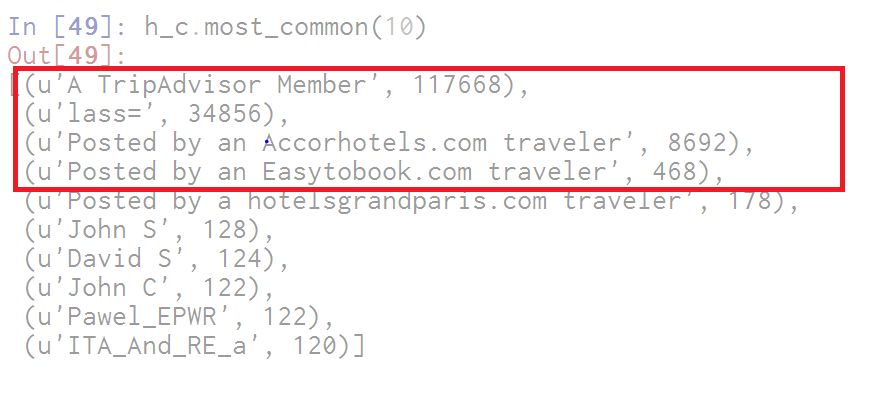 In [49]: h_c.most_common(10)
Out[49]:
[(u'A TripAdvisor Member', 117668),
(u'lass=', 34856),
(u'Posted by an Accorhotels.com traveler', 8692),
(u'Posted by an Easytobook.com traveler', 468),
(u'Posted by a hotelsgrandparis.com traveler', 178),
(u'John S', 128),
(u'David S', 124),
(u'John C', 122),
(u'Pawel_EPWR', 122),
(u'ITA_And_RE_a', 120)]